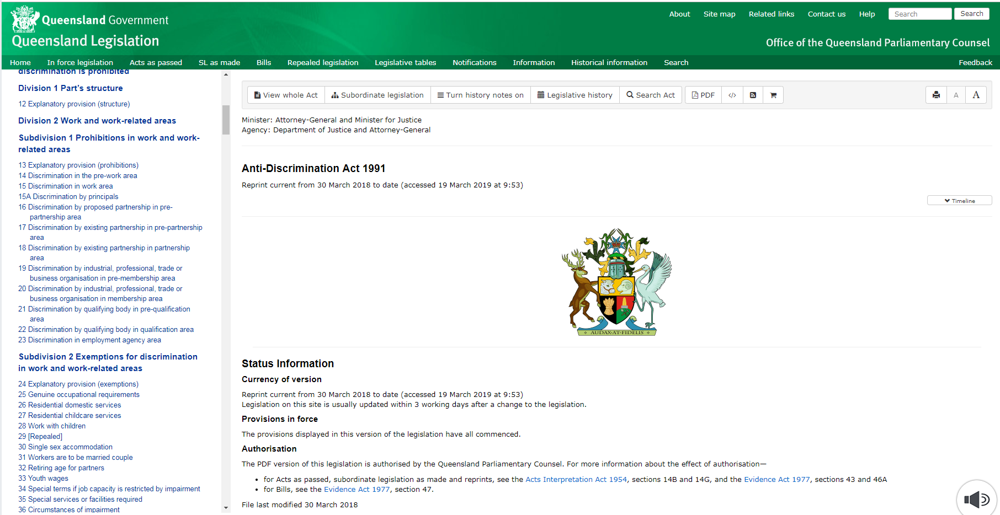 About Site map Related links Contact us Help Search Search
Queensland Government
Queensland Legislation
Office of the Queensland Parliamentary Counsel
Home In force legislation Acts as passed SL as made Bills Repealed legislation Legislative tables Notifications Information Historical information Search Feedback
discrimination is prohibited
Division 1 Part's structure
12 Explanatory provision (structure)
Division 2 Work and work-related areas
Subdivision 1 Prohibitions in work and work-
related areas
13 Explanatory provision (prohibitions)
14 Discrimination in the pre-work area
15 Discrimination in work area
15A Discrimination by principals
16 Discrimination by proposed partnership in pre-
partnership area
17 Discrimination by existing partnership in pre-partnership
area
18 Discrimination by existing partnership in partnership
area
19 Discrimination by industrial, professional, trade or
business organisation in pre-membership area
20 Discrimination by industrial, professional, trade or
business organisation in membership area
21 Discrimination by qualifying body in pre-qualification
area
22 Discrimination by qualifying body in qualification area
23 Discrimination in employment agency area
Subdivision 2 Exemptions for discrimination
in work and work-related areas
24 Explanatory provision (exemptions)
25 Genuine occupational requirements
26 Residential domestic services
27 Residential childcare services
28 Work with children
29 [Repealed]
30 Single sex accommodation
31 Workers are to be married couple
32 Retiring age for partners
33 Youth wages
34 Special terms if job capacity is restricted by impairment
35 Special services or facilities required
36 Circumstances of impairment
View whole Act Subordinate legislation Turn history notes on Legislative history Search Act PDF </> A A
Minister: Attorney-General and Minister for Justice
Agency: Department of Justice and Attorney-General
Anti-Discrimination Act 1991
Reprint current from 30 March 2018 to date (accessed 19 March 2019 at 9:53)
Timeline
AUDAX·AT·FIDELIS
Status Information
Currency of version
Reprint current from 30 March 2018 to date (accessed 19 March 2019 at 9:53)
Legislation on this site is usually updated within 3 working days after a change to the legislation.
Provisions in force
The provisions displayed in this version of the legislation have all commenced.
Authorisation
The PDF version of this legislation is authorised by the Queensland Parliamentary Counsel. For more information about the effect of authorisation—
• for Acts as passed, subordinate legislation as made and reprints, see the Acts Interpretation Act 1954, sections 14B and 14G, and the Evidence Act 1977, sections 43 and 46A
• for Bills, see the Evidence Act 1977, section 47.
File last modified 30 March 2018